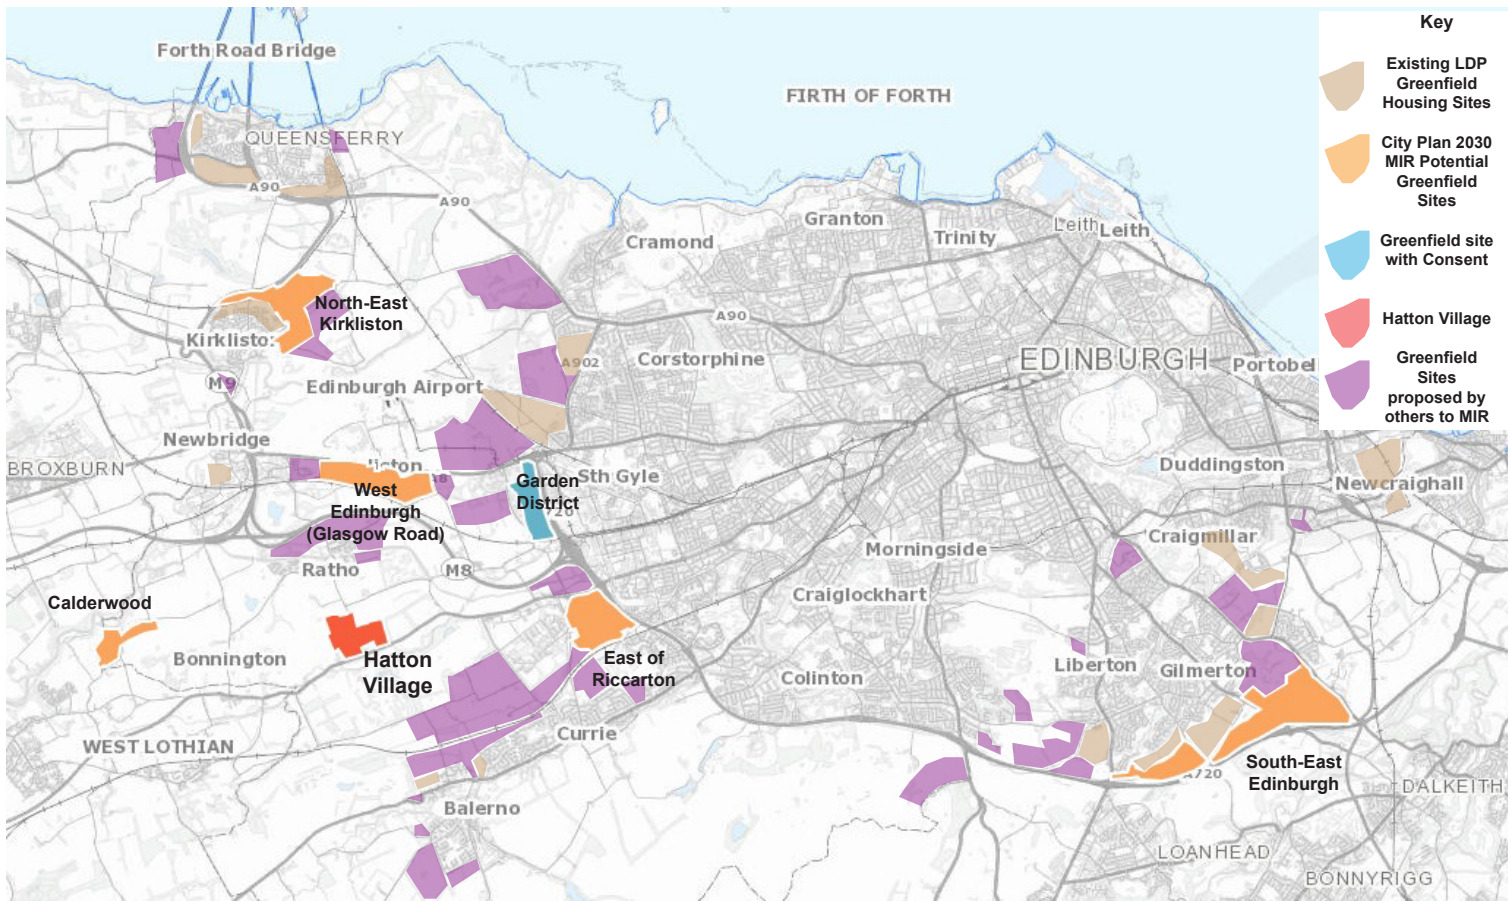 Forth Road Bridge
FIRTH OF FORTH
QUEENSFERRY
A90
A90
Cramond
Granton
Trinity
Leith
Leith
North-East
Kirkliston
Kirklisto
A90
A902
Corstorphine
EDINBURGH
Portobel
M9
Edinburgh Airport
Newbridge
BROXBURN
liston
A8
West
Edinburgh
(Glasgow Road)
Garden
District
Sth Gyle
720
Duddingston
Newcraighall
Craigmillar
Ratho
M8
Morningside
Craiglockhart
Calderwood
Bonnington
Hatton
Village
East of
Riccarton
Colinton
Liberton
Gilmerton
Currie
WEST LOTHIAN
A720
South-East
Edinburgh
DALKEITH
Balerno
LOANHEAD
BONNYRIGG
Key
Existing LDP
Greenfield
Housing Sites
City Plan 2030
MIR Potential
Greenfield
Sites
Greenfield site
with Consent
Hatton Village
Greenfield
Sites
proposed by
others to MIR